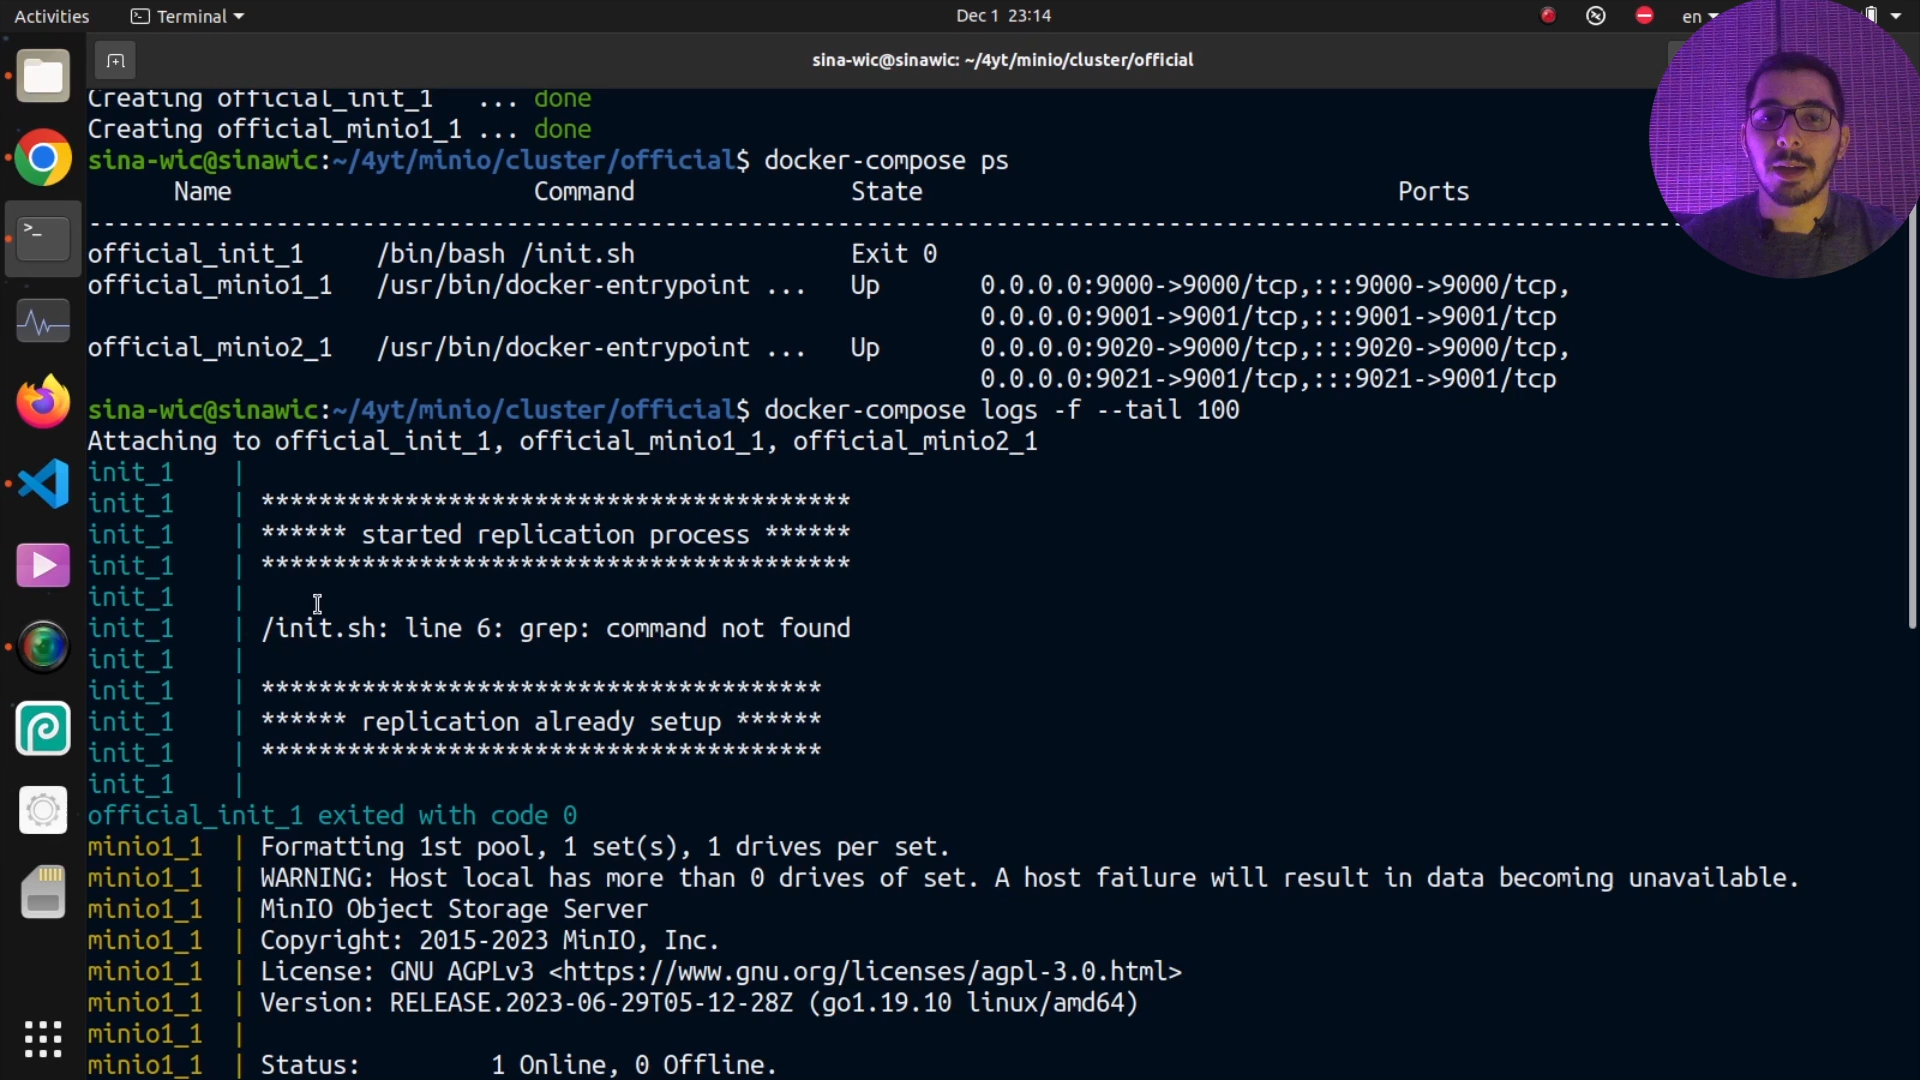 Activities
Terminal
Dec 1 23:14
en
sina-wic@sinawic: ~/4yt/minio/cluster/official
Creating official_init_1 ... done
Creating official_minio1_1 ... done
sina-wic@sinawic:~/4yt/minio/cluster/official$ docker-compose ps
Name Command State Ports
--------------------------------------------------------------------------------------------------------------
official_init_1 /bin/bash /init.sh Exit 0
official_minio1_1 /usr/bin/docker-entrypoint ... Up 0.0.0.0:9000->9000/tcp,:::9000->9000/tcp,
0.0.0.0:9001->9001/tcp,:::9001->9001/tcp
official_minio2_1 /usr/bin/docker-entrypoint ... Up 0.0.0.0:9020->9000/tcp,:::9020->9000/tcp,
0.0.0.0:9021->9001/tcp,:::9021->9001/tcp
sina-wic@sinawic:~/4yt/minio/cluster/official$ docker-compose logs -f --tail 100
Attaching to official_init_1, official_minio1_1, official_minio2_1
init_1 |
init_1 | *****************************************
init_1 | ****** started replication process ******
init_1 | *****************************************
init_1 |
init_1 | /init.sh: line 6: grep: command not found
init_1 |
init_1 | ***************************************
init_1 | ****** replication already setup ******
init_1 | ***************************************
init_1 |
official_init_1 exited with code 0
minio1_1 | Formatting 1st pool, 1 set(s), 1 drives per set.
minio1_1 | WARNING: Host local has more than 0 drives of set. A host failure will result in data becoming unavailable.
minio1_1 | MinIO Object Storage Server
minio1_1 | Copyright: 2015-2023 MinIO, Inc.
minio1_1 | License: GNU AGPLv3 <https://www.gnu.org/licenses/agpl-3.0.html>
minio1_1 | Version: RELEASE.2023-06-29T05-12-28Z (go1.19.10 linux/amd64)
minio1_1 |
minio1_1 | Status: 1 Online, 0 Offline.